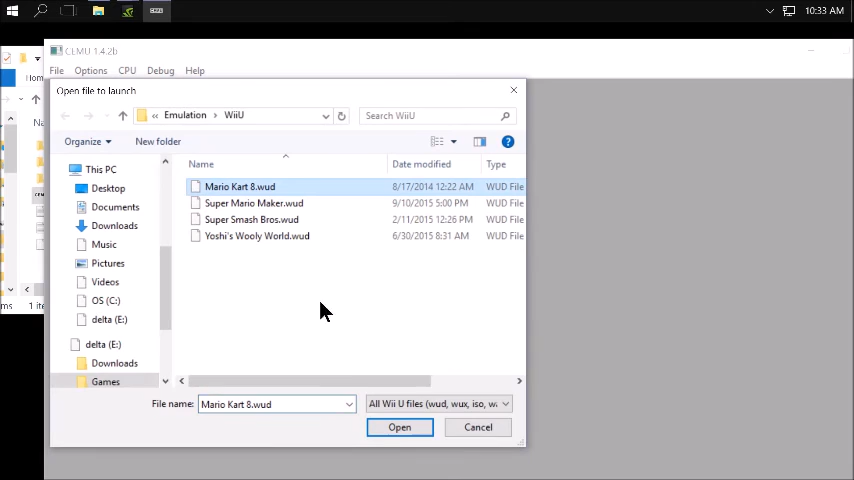 10:33 AM
CEMU 1.4.2b
File Options CPU Debug Help
Hom
Open file to launch
« Emulation > WiiU
Search WiiU
Organize
New folder
Name
Date modified
Type
This PC
Desktop
Documents
Downloads
Music
Pictures
Videos
OS (C:)
delta (E:)
delta (E:)
Downloads
Games
Mario Kart 8.wud 8/17/2014 12:22 AM WUD File
Super Mario Maker.wud 9/10/2015 5:00 PM WUD File
Super Smash Bros.wud 2/11/2015 12:26 PM WUD File
Yoshi's Wooly World.wud 6/30/2015 8:31 AM WUD File
ms 1 ite
File name: Mario Kart 8.wud
All Wii U files (wud, wux, iso, w
Open
Cancel